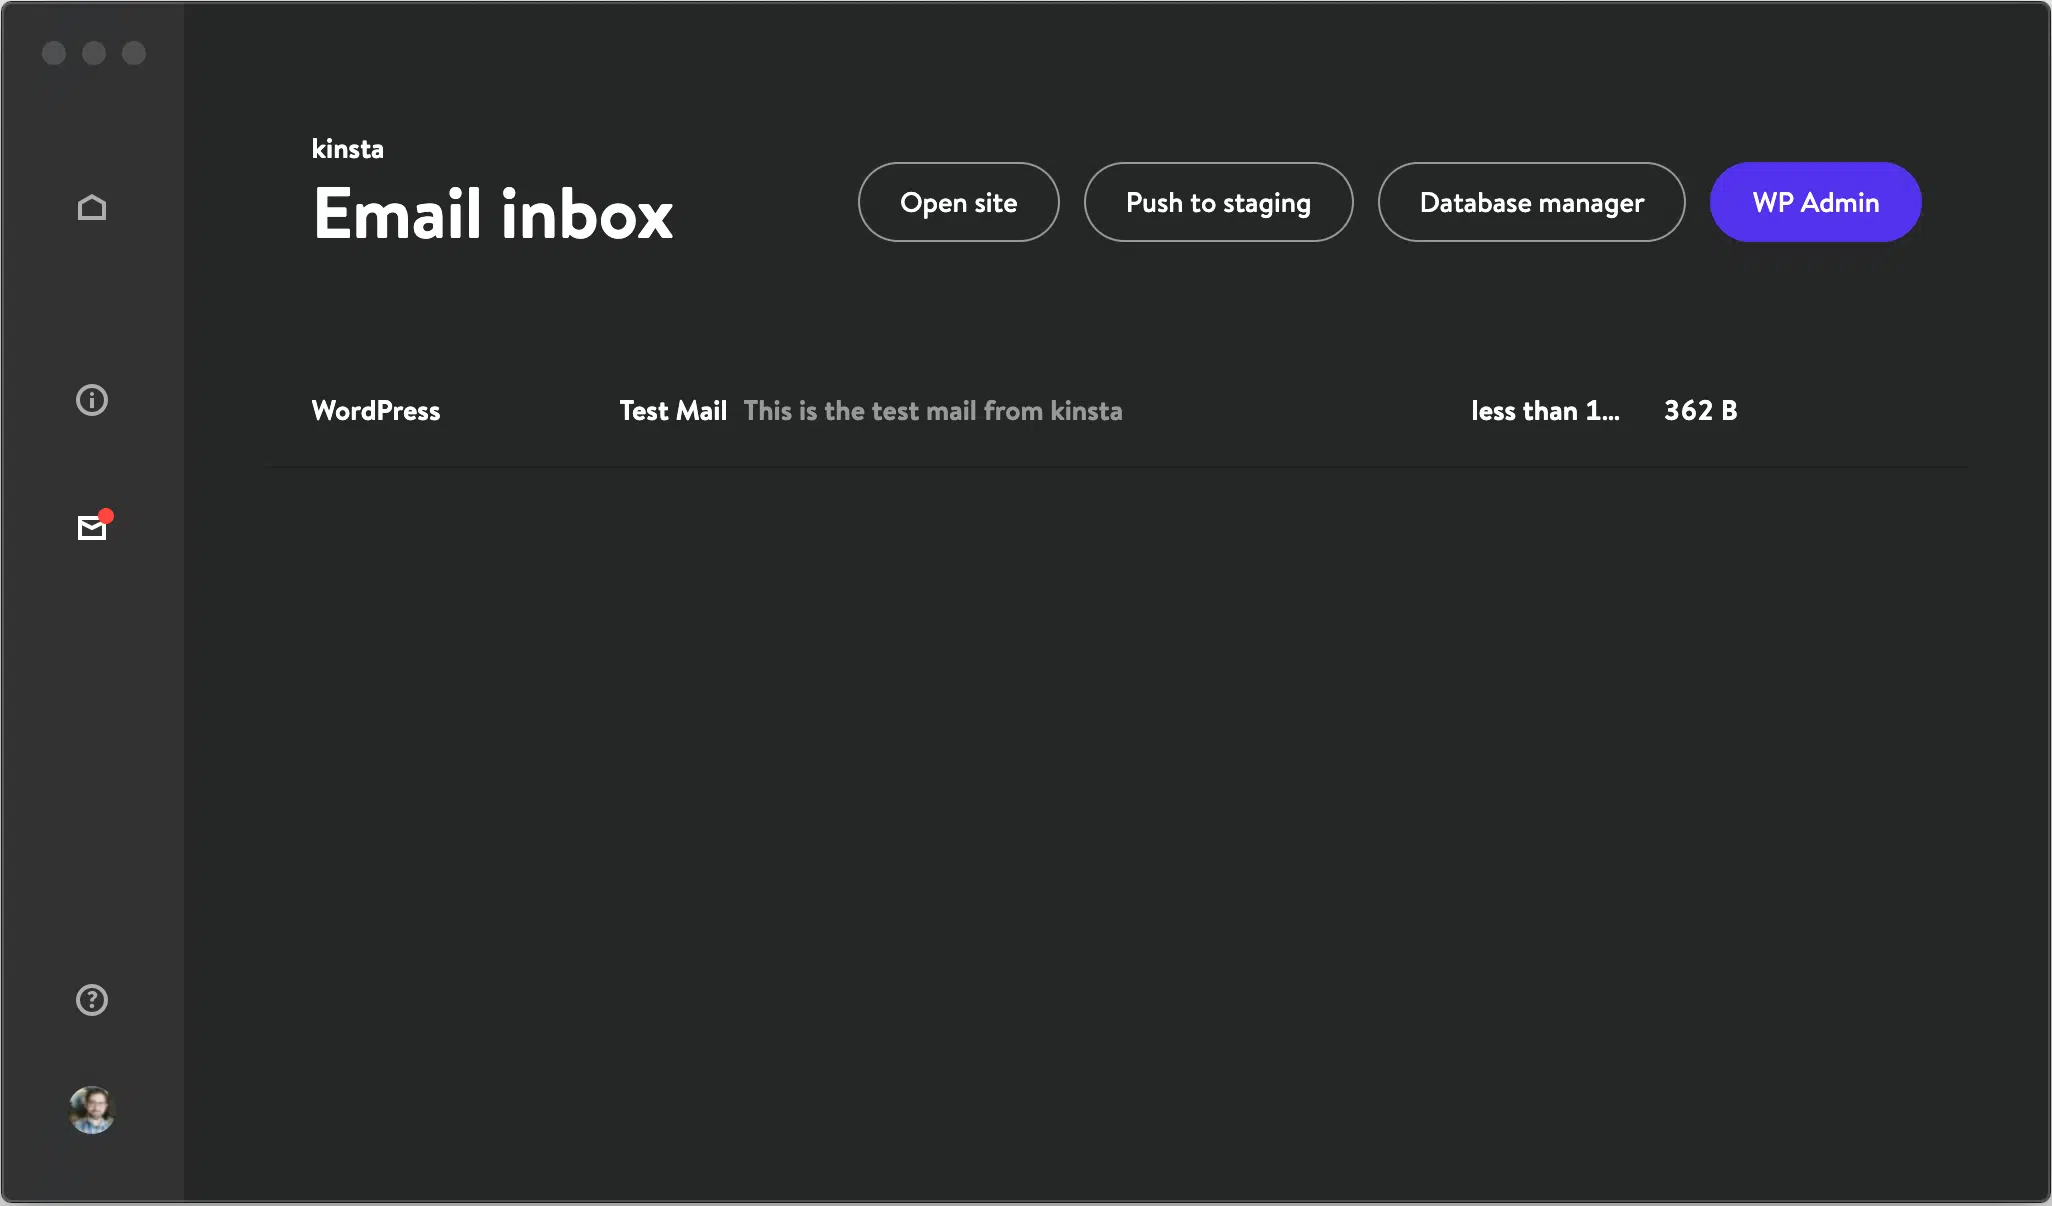 kinsta
Email inbox
Open site
Push to staging
Database manager
WP Admin
WordPress Test Mail This is the test mail from kinsta less than 1... 362 B